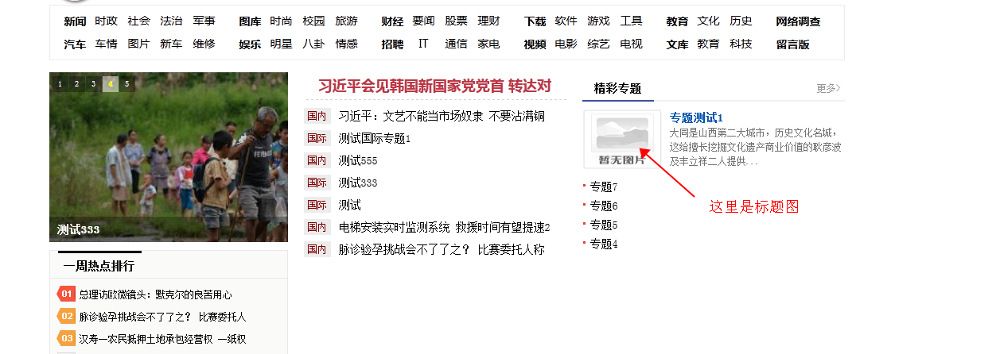 新闻 时政 社会 法治 军事 图库 时尚 校园 旅游 财经 要闻 股票 理财 下载 软件 游戏 工具 教育 文化 历史 网络调查
汽车 车情 图片 新车 维修 娱乐 明星 八卦 情感 招聘 IT 通信 家电 视频 电影 综艺 电视 文库 教育 科技 留言版
1 2 3 4 5
测试333
一周热点排行
01 总理访欧微镜头：默克尔的良苦用心
02 脉诊验孕挑战会不了了之？ 比赛委托人
03 汉寿一农民抵押土地承包经营权 一纸权
习近平会见韩国新国家党党首 转达对
国内 习近平：文艺不能当市场奴隶 不要沾满铜
国际 测试国际专题1
国内 测试555
国际 测试333
国际 测试
国内 电梯安装实时监测系统 救援时间有望提速2
国内 脉诊验孕挑战会不了了之？ 比赛委托人称
精彩专题 更多>
暂无图片
专题测试1
大同是山西第二大城市，历史文化名城，
这给擅长挖掘文化遗产商业价值的耿彦波
及丰立祥二人提供...
专题7
专题6
专题5
专题4
这里是标题图